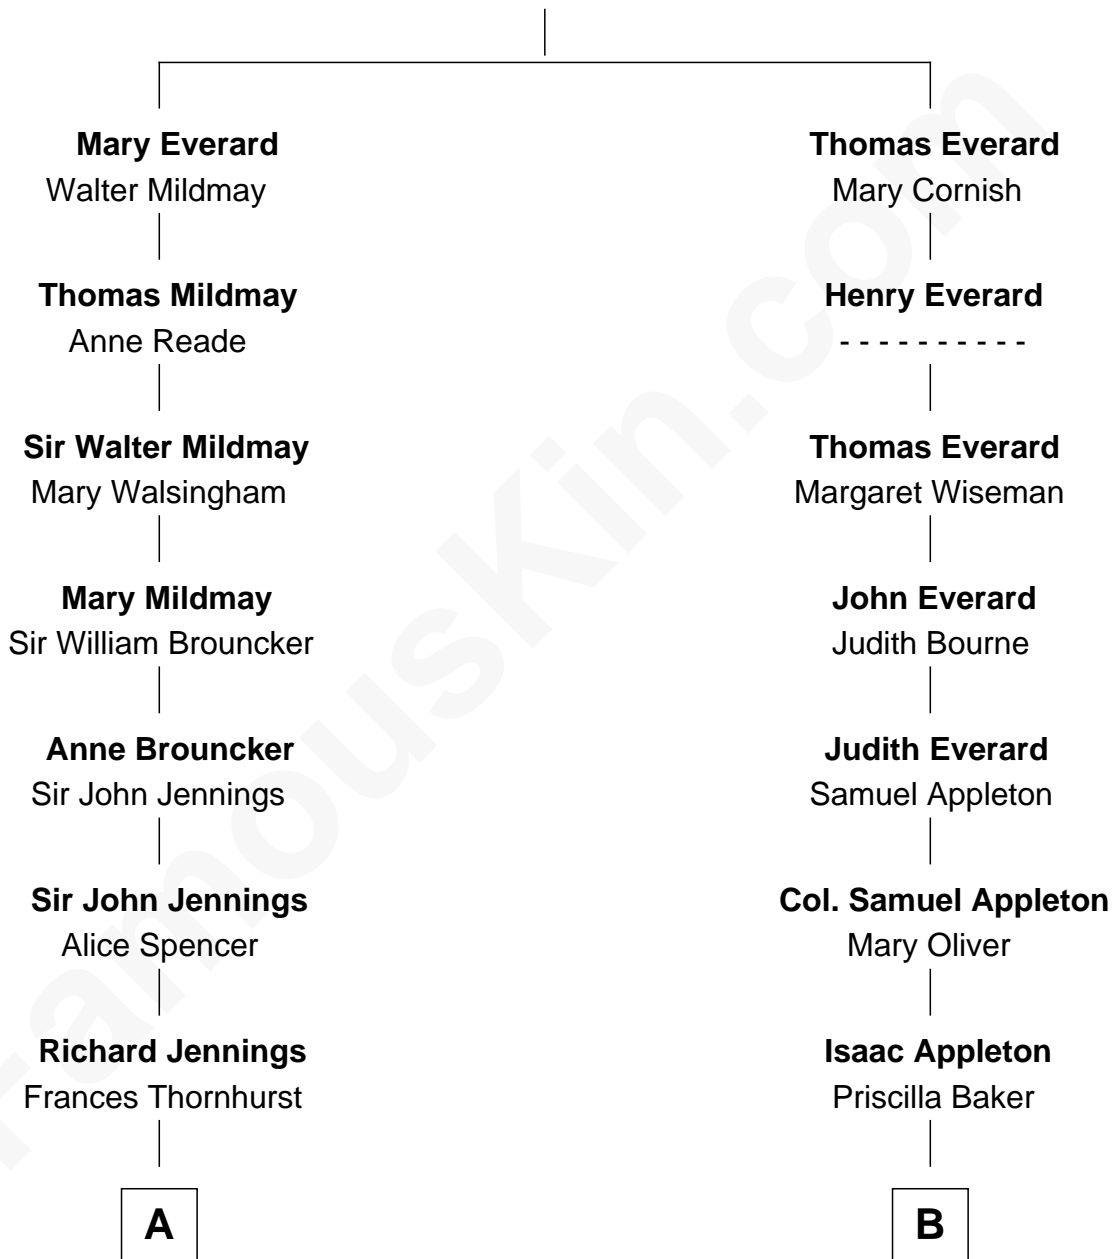 Mary Everard
Walter Mildmay
Thomas Mildmay
Anne Reade
Sir Walter Mildmay
Mary Walsingham
Mary Mildmay
Sir William Brouncker
Anne Brouncker
Sir John Jennings
Sir John Jennings
Alice Spencer
Richard Jennings
Frances Thornhurst
A
Thomas Everard
Mary Cornish
Henry Everard
- - - - - - - - - -
Thomas Everard
Margaret Wiseman
John Everard
Judith Bourne
Judith Everard
Samuel Appleton
Col. Samuel Appleton
Mary Oliver
Isaac Appleton
Priscilla Baker
B
FamousKin.com